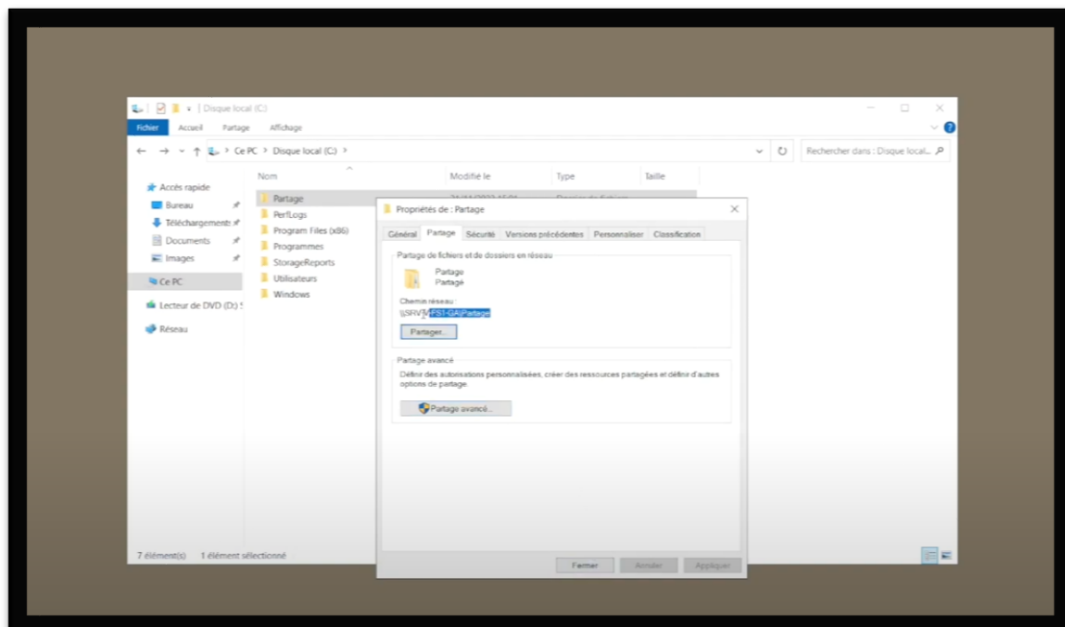 Disque local (C:)
Fichier Accueil Partage Affichage
Ce PC > Disque local (C:) >
Rechercher dans : Disque local...
Nom Modifié le Type Taille
Accès rapide
Bureau
Téléchargements
Documents
Images
Ce PC
Lecteur de DVD (D:) S
Réseau
Partage
PerfLogs
Program Files (x86)
Programmes
StorageReports
Utilisateurs
Windows
Propriétés de : Partage
Général Partage Sécurité Versions précédentes Personnaliser Classification
Partage de fichiers et de dossiers en réseau
Partage
Partagé
Chemin réseau :
Partager...
Partage avancé
Définir des autorisations personnalisées, créer des ressources partagées et définir d'autres
options de partage.
Partage avancé...
7 élément(s) 1 élément sélectionné
Fermer Annuler Appliquer